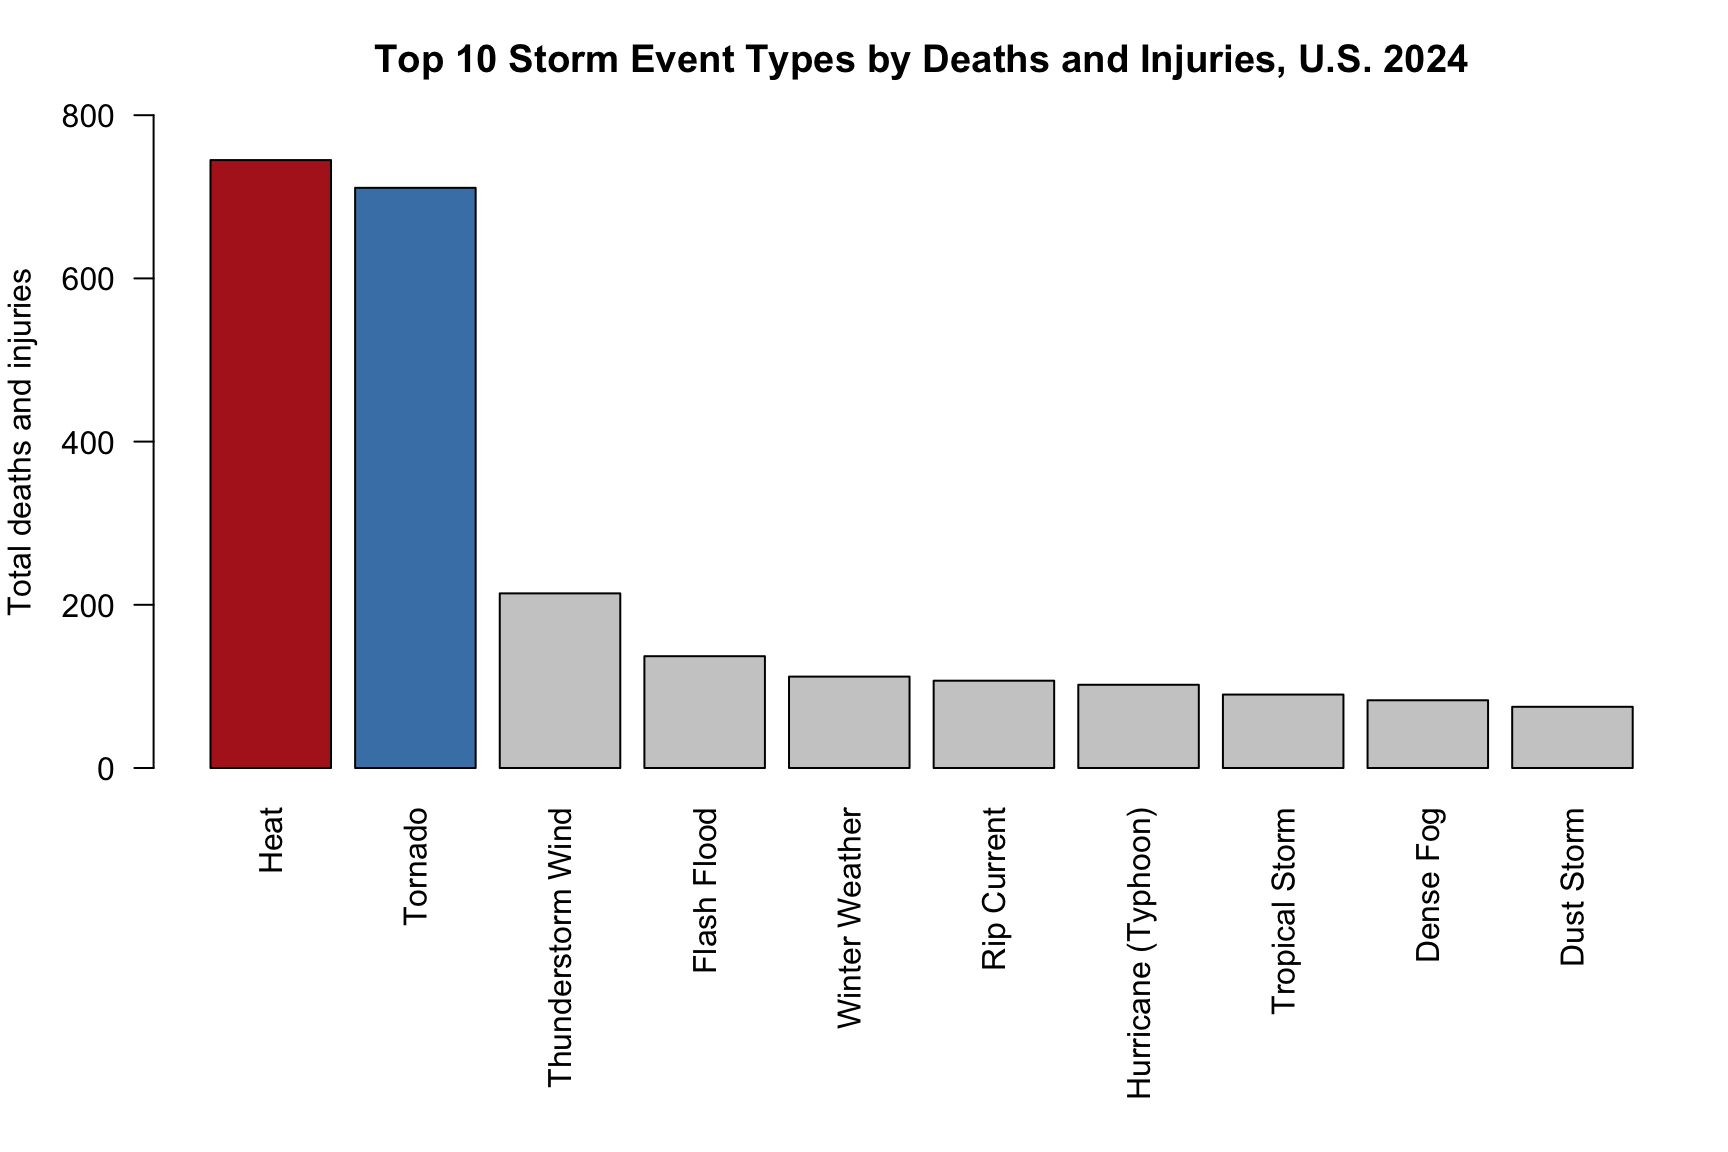 Top 10 Storm Event Types by Deaths and Injuries, U.S. 2024
Total deaths and injuries
800
600
400
200
0
Heat
Tornado
Thunderstorm Wind
Flash Flood
Winter Weather
Rip Current
Hurricane (Typhoon)
Tropical Storm
Dense Fog
Dust Storm